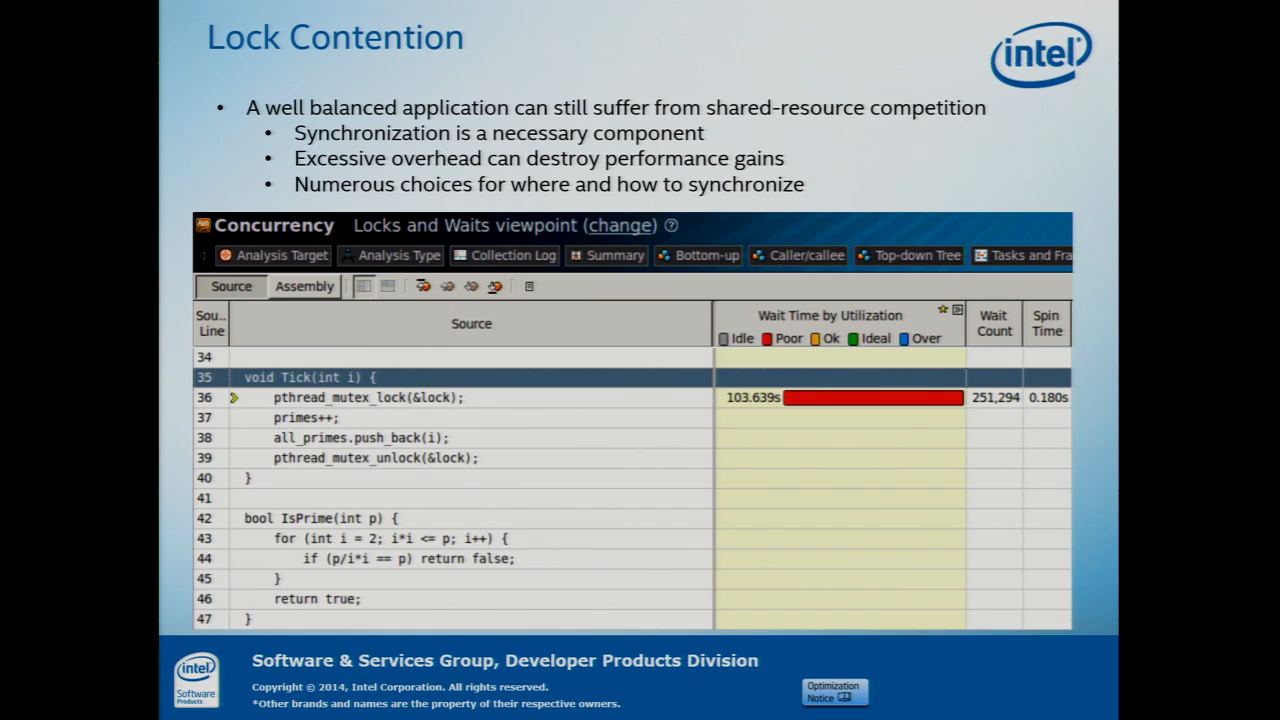 Lock Contention
intel
• A well balanced application can still suffer from shared-resource competition
• Synchronization is a necessary component
• Excessive overhead can destroy performance gains
• Numerous choices for where and how to synchronize
Concurrency Locks and Waits viewpoint (change) ?
Analysis Target Analysis Type Collection Log Summary Bottom-up Caller/callee Top-down Tree Tasks and Fra
Source Assembly
Sou.. Line Source Wait Time by Utilization Wait Count Spin Time
Idle Poor Ok Ideal Over
34
35 void Tick(int i) {
36 pthread_mutex_lock(&lock); 103.639s 251,294 0.180s
37 primes++;
38 all_primes.push_back(i);
39 pthread_mutex_unlock(&lock);
40 }
41
42 bool IsPrime(int p) {
43 for (int i = 2; i*i <= p; i++) {
44 if (p/i*i == p) return false;
45 }
46 return true;
47 }
intel Software Products
Software & Services Group, Developer Products Division
Copyright © 2014, Intel Corporation. All rights reserved.
*Other brands and names are the property of their respective owners.
Optimization
Notice